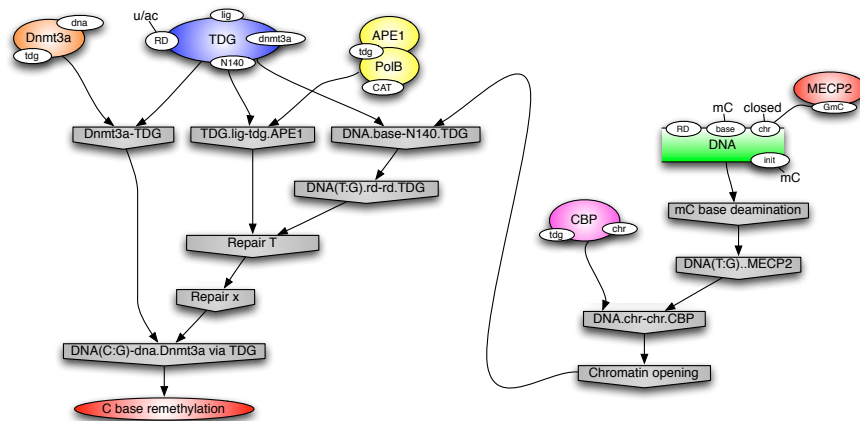 u/ac
lig
dna
Dnmt3a
tdg
RD
TDG
dnmt3a
N140
APE1
tdg
PolB
CAT
MECP2
GmC
mC
closed
RD
base
chr
DNA
init
mC
Dnmt3a-TDG
TDG.lig-tdg.APE1
DNA.base-N140.TDG
DNA(T:G).rd-rd.TDG
mC base deamination
CBP
tdg
chr
Repair T
DNA(T:G)..MECP2
Repair x
DNA.chr-chr.CBP
DNA(C:G)-dna.Dnmt3a via TDG
Chromatin opening
C base remethylation